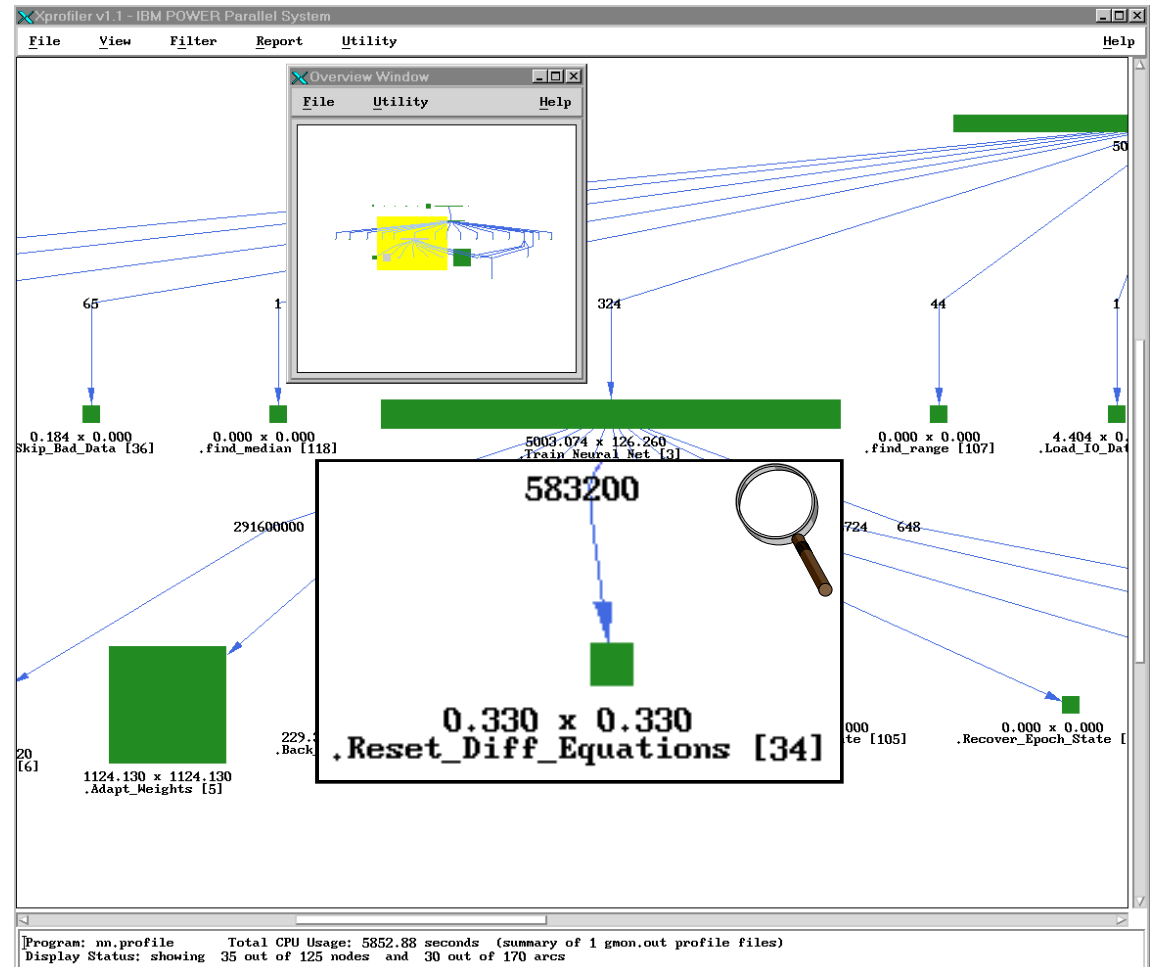 Xprofiler v1.1 - IBM POWER Parallel System
File View Filter Report Utility Help
Overview Window
File Utility Help
50
65 1 324 44 1
0.184 x 0.000 0.000 x 0.000 5003.074 x 126.260 0.000 x 0.000 4.404 x 0.
Skip_Bad_Data [36] .find_median [118] .Train_Neural_Net [3] .find_range [107] .Load_IO_Dat
583200
291600000 724 648
0.330 x 0.330
.Reset_Diff_Equations [34]
20 229. 000 0.000 x 0.000
[6] .Back_ te [105] .Recover_Epoch_State [
1124.130 x 1124.130
.Adapt_Weights [5]
Program: nn.profile Total CPU Usage: 5852.88 seconds (summary of 1 gmon.out profile files)
Display Status: showing 35 out of 125 nodes and 30 out of 170 arcs